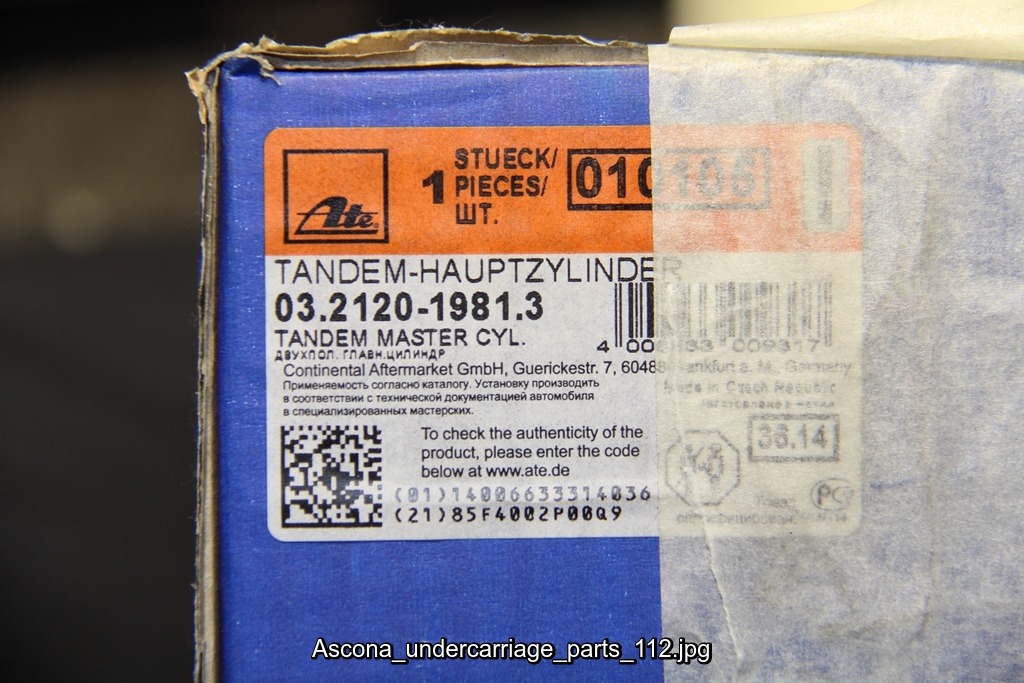 Ate
1
STUECK/
PIECES/
ШТ.
010105
TANDEM-HAUPTZYLINDER
03.2120-1981.3
TANDEM MASTER CYL.
ДВУХПОЛ. ГЛАВН.ЦИЛИНДР
009317
Continental Aftermarket GmbH, Guerickestr. 7, 60488 Frankfurt a. M., Germany
Made in Czech Republic
Применяемость согласно каталогу. Установку производить
в соответствии с технической документацией автомобиля
в специализированных мастерских.
36.14
To check the authenticity of the
product, please enter the code
below at www.ate.de
(01)14006633314036
(21)85F4002P00Q9
Ascona_undercarriage_parts_112.jpg